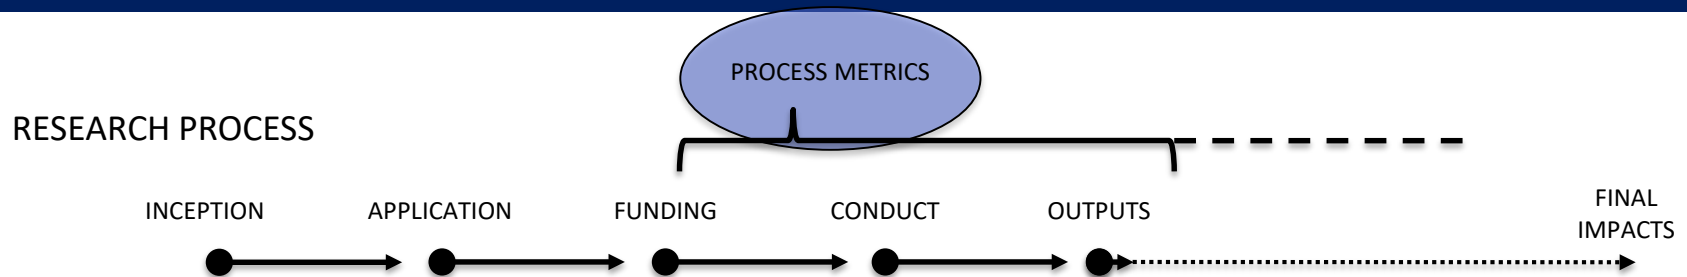 PROCESS METRICS
RESEARCH PROCESS
INCEPTION
APPLICATION
FUNDING
CONDUCT
OUTPUTS
FINAL
IMPACTS